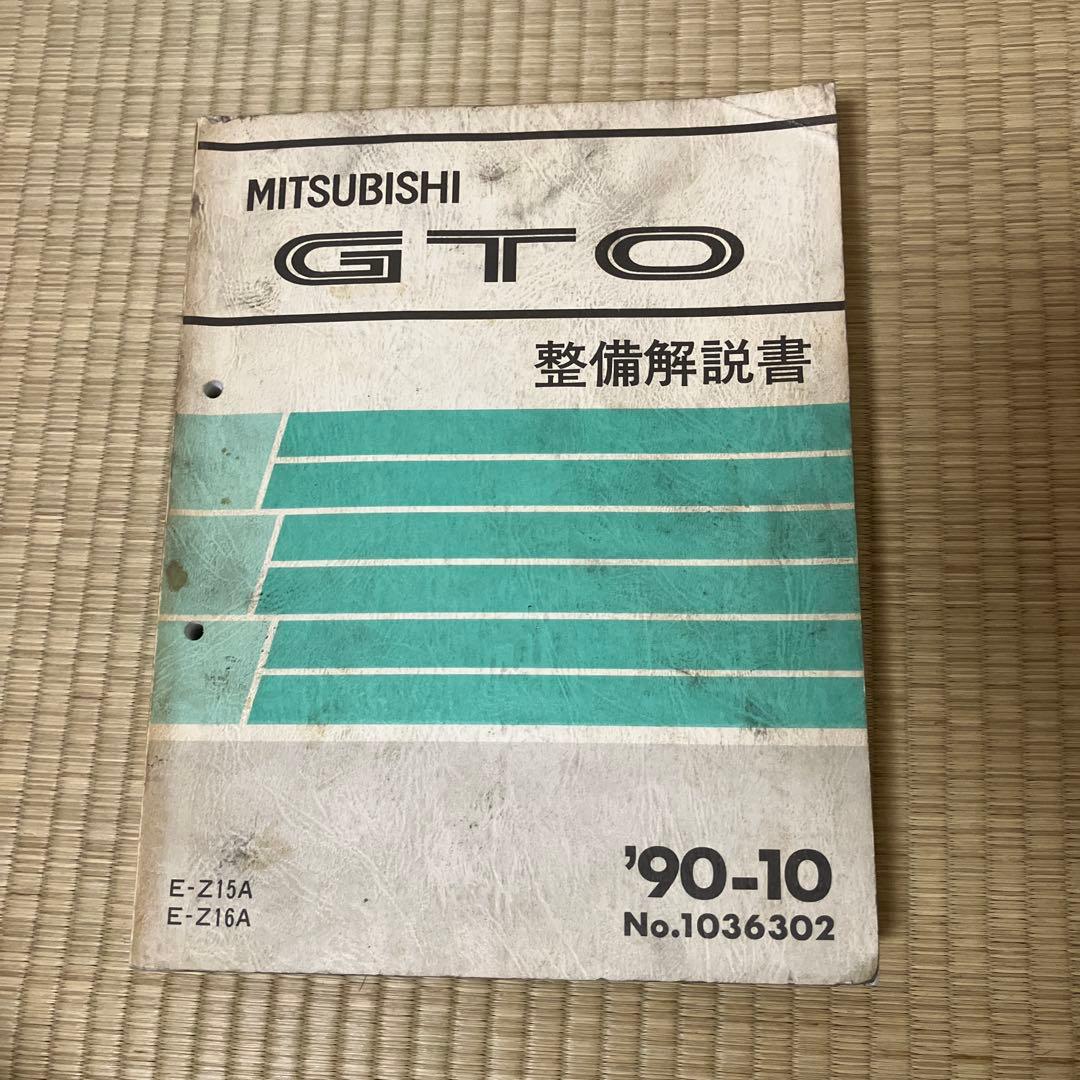 MITSUBISHI
GTO
整備解説書
E-Z15A
E-Z16A
'90-10
No.1036302